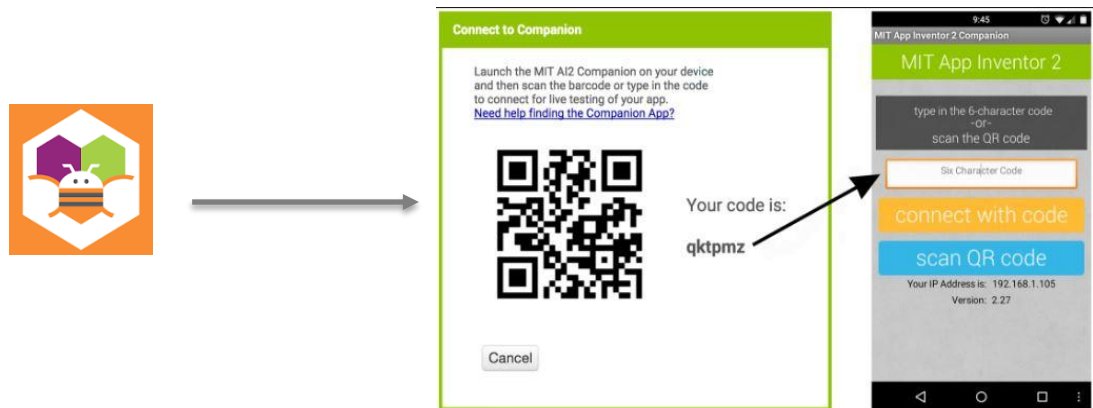 Connect to Companion
Launch the MIT AI2 Companion on your device
and then scan the barcode or type in the code
to connect for live testing of your app.
Need help finding the Companion App?
Your code is:
qktpmz
Cancel
9:45
MIT App Inventor 2 Companion
MIT App Inventor 2
type in the 6-character code
-or-
scan the QR code
Six Character Code
connect with code
scan QR code
Your IP Address is: 192.168.1.105
Version: 2.27